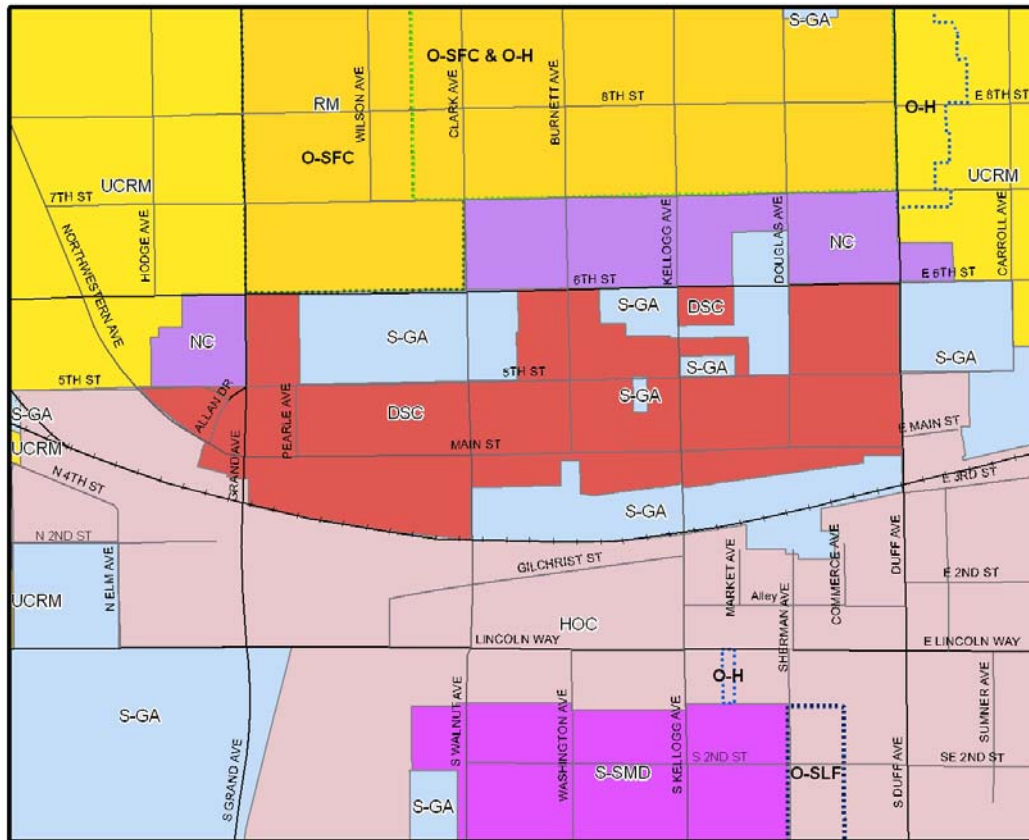 S-GA
O-SFC & O-H
WILSON AVE
CLARK AVE
BURNETT AVE
RM
8TH ST
O-H
E 8TH ST
O-SFC
UCRM
UCRM
7TH ST
HODGE AVE
NORTHWESTERN AVE
KELLOGG AVE
DOUGLAS AVE
NC
CARROLL AVE
6TH ST
E 6TH ST
S-GA
DSC
NC
S-GA
S-GA
5TH ST
5TH ST
S-GA
S-GA
ALLAN DR
PEARLE AVE
DSC
S-GA
UCRM
GRAND AVE
MAIN ST
E MAIN ST
N 4TH ST
E 3RD ST
S-GA
N 2ND ST
GILCHRIST ST
MARKET AVE
COMMERCE AVE
DUFF AVE
E 2ND ST
N ELM AVE
UCRM
Alley
SHERMAN AVE
HOC
LINCOLN WAY
E LINCOLN WAY
O-H
S-GA
S WALNUT AVE
WASHINGTON AVE
S KELLOGG AVE
SUMNER AVE
S 2ND ST
SE 2ND ST
S GRAND AVE
S-GA
S-SMD
O-SLF
S DUFF AVE